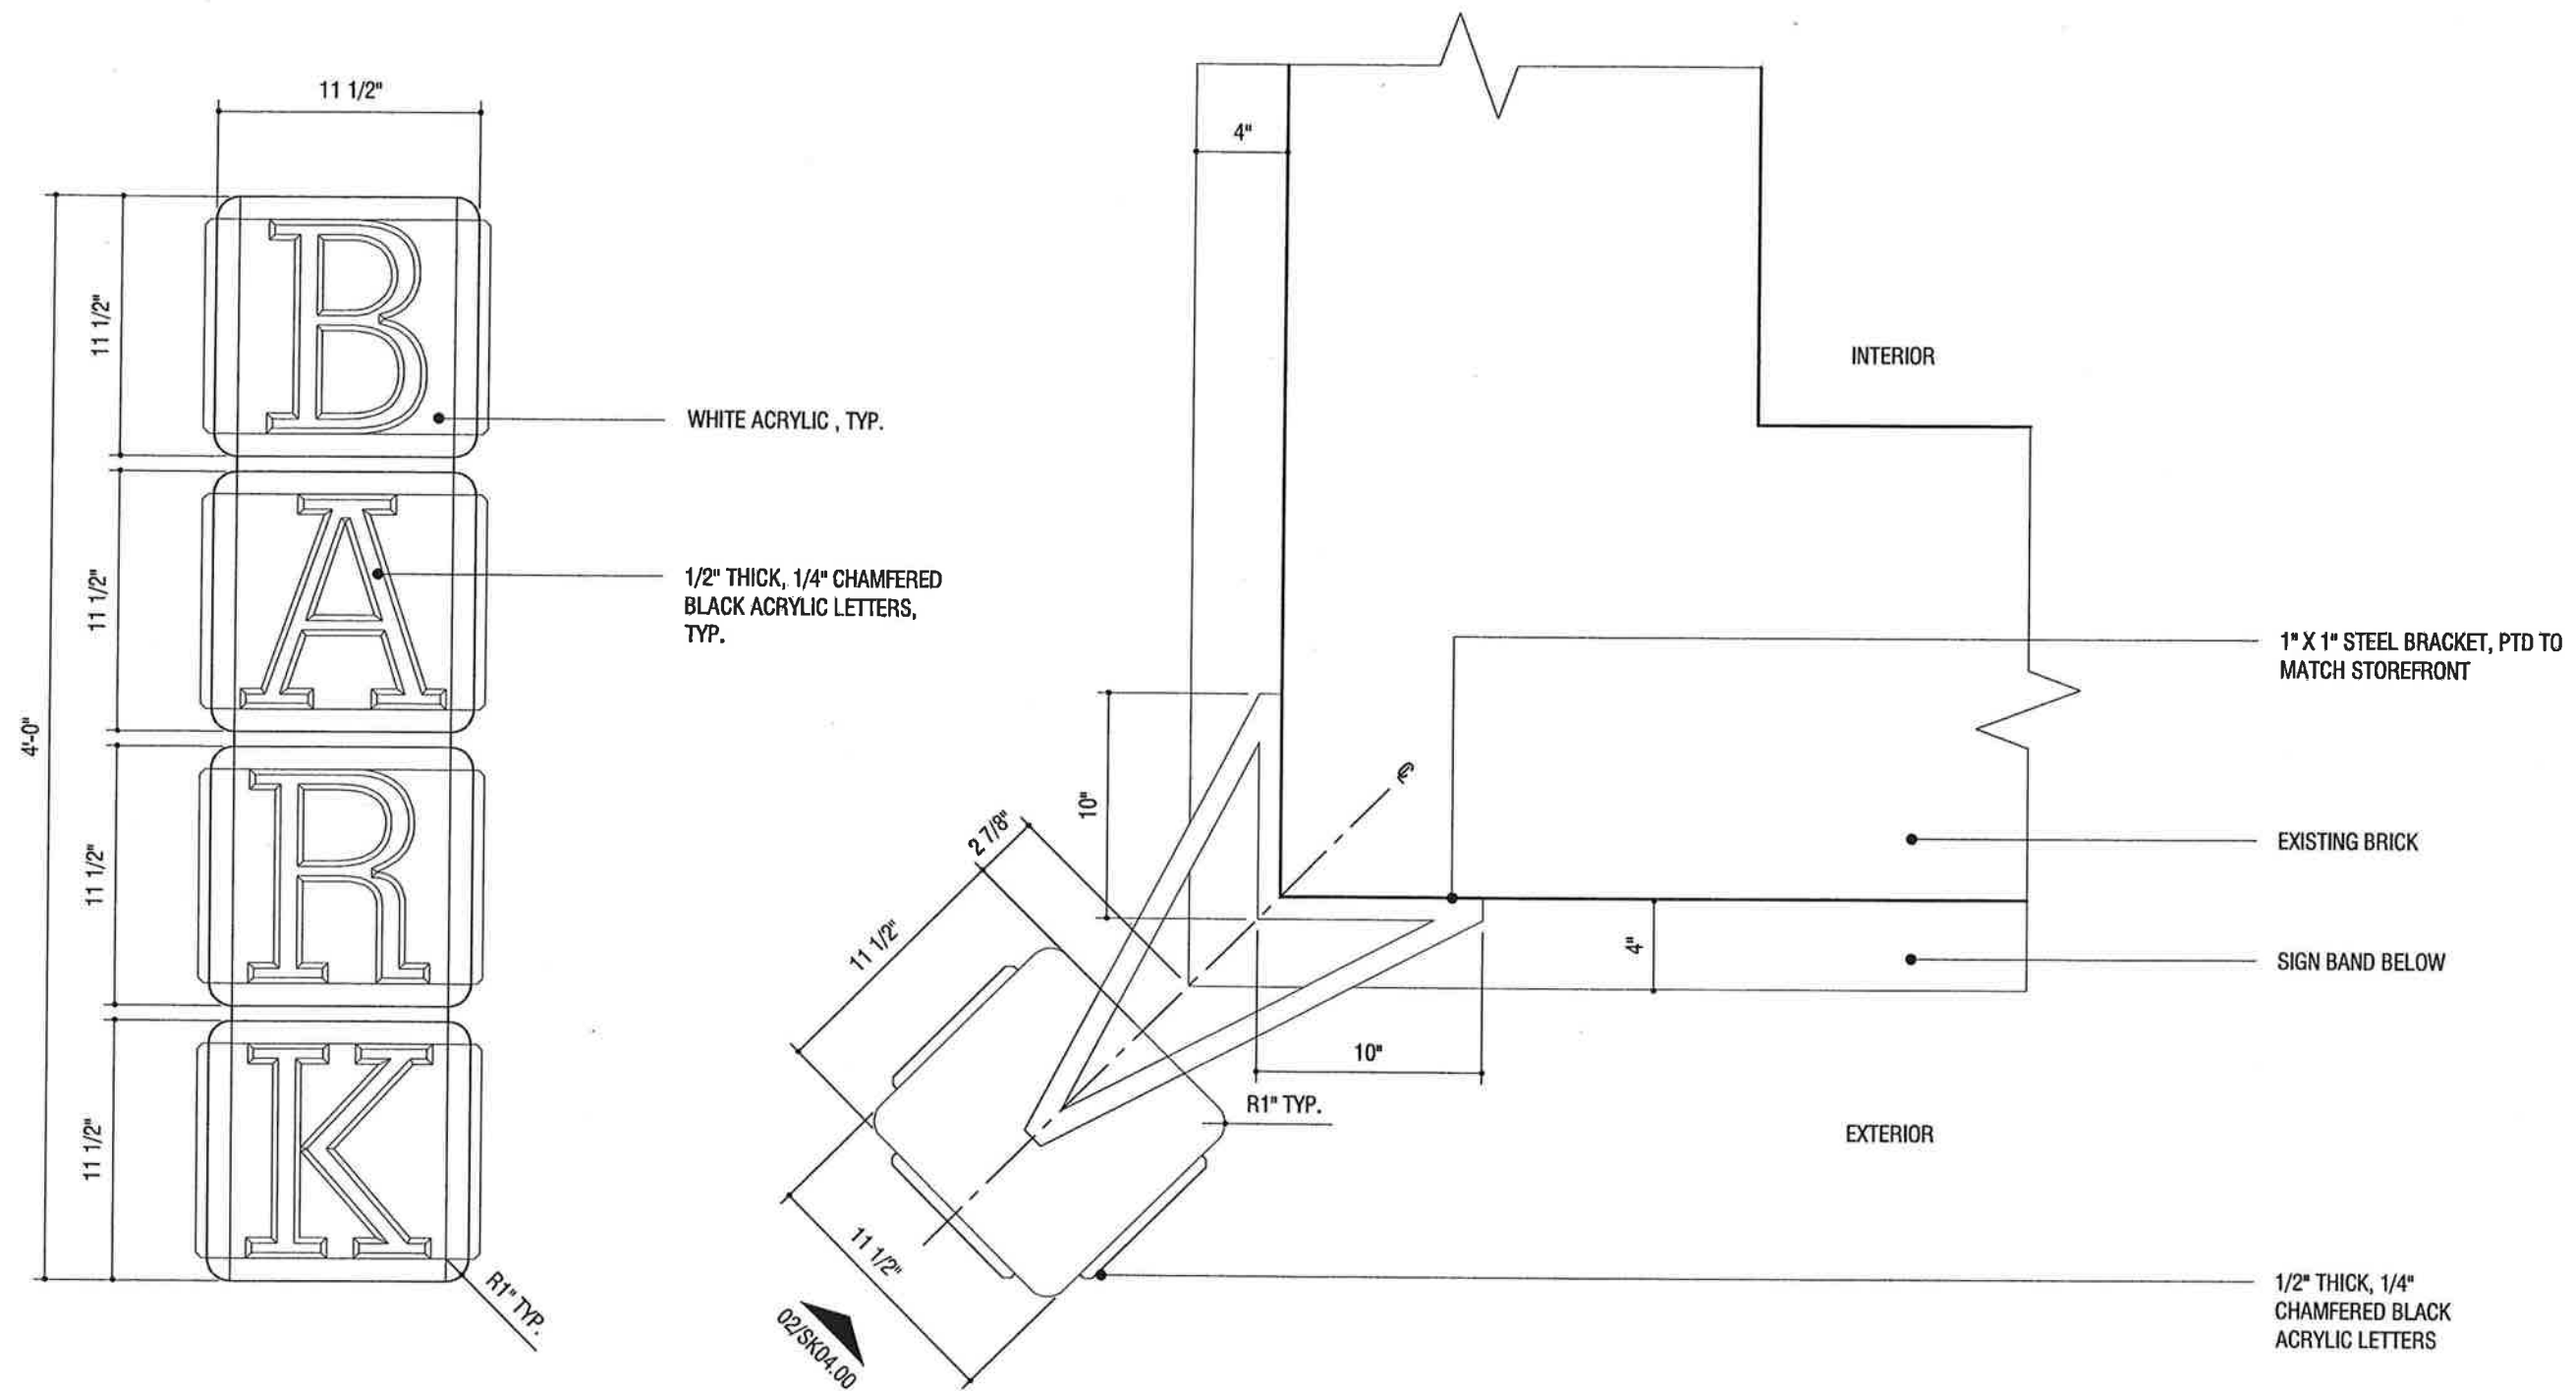 11 1/2"
4'-0"
11 1/2"
B
WHITE ACRYLIC , TYP.
11 1/2"
A
1/2" THICK, 1/4" CHAMFERED
BLACK ACRYLIC LETTERS,
TYP.
11 1/2"
R
11 1/2"
K
R1" TYP.
4"
INTERIOR
1" X 1" STEEL BRACKET, PTD TO
MATCH STOREFRONT
10"
2 7/8"
11 1/2"
EXISTING BRICK
4"
SIGN BAND BELOW
10"
R1" TYP.
EXTERIOR
11 1/2"
02/SK04.00
1/2" THICK, 1/4"
CHAMFERED BLACK
ACRYLIC LETTERS